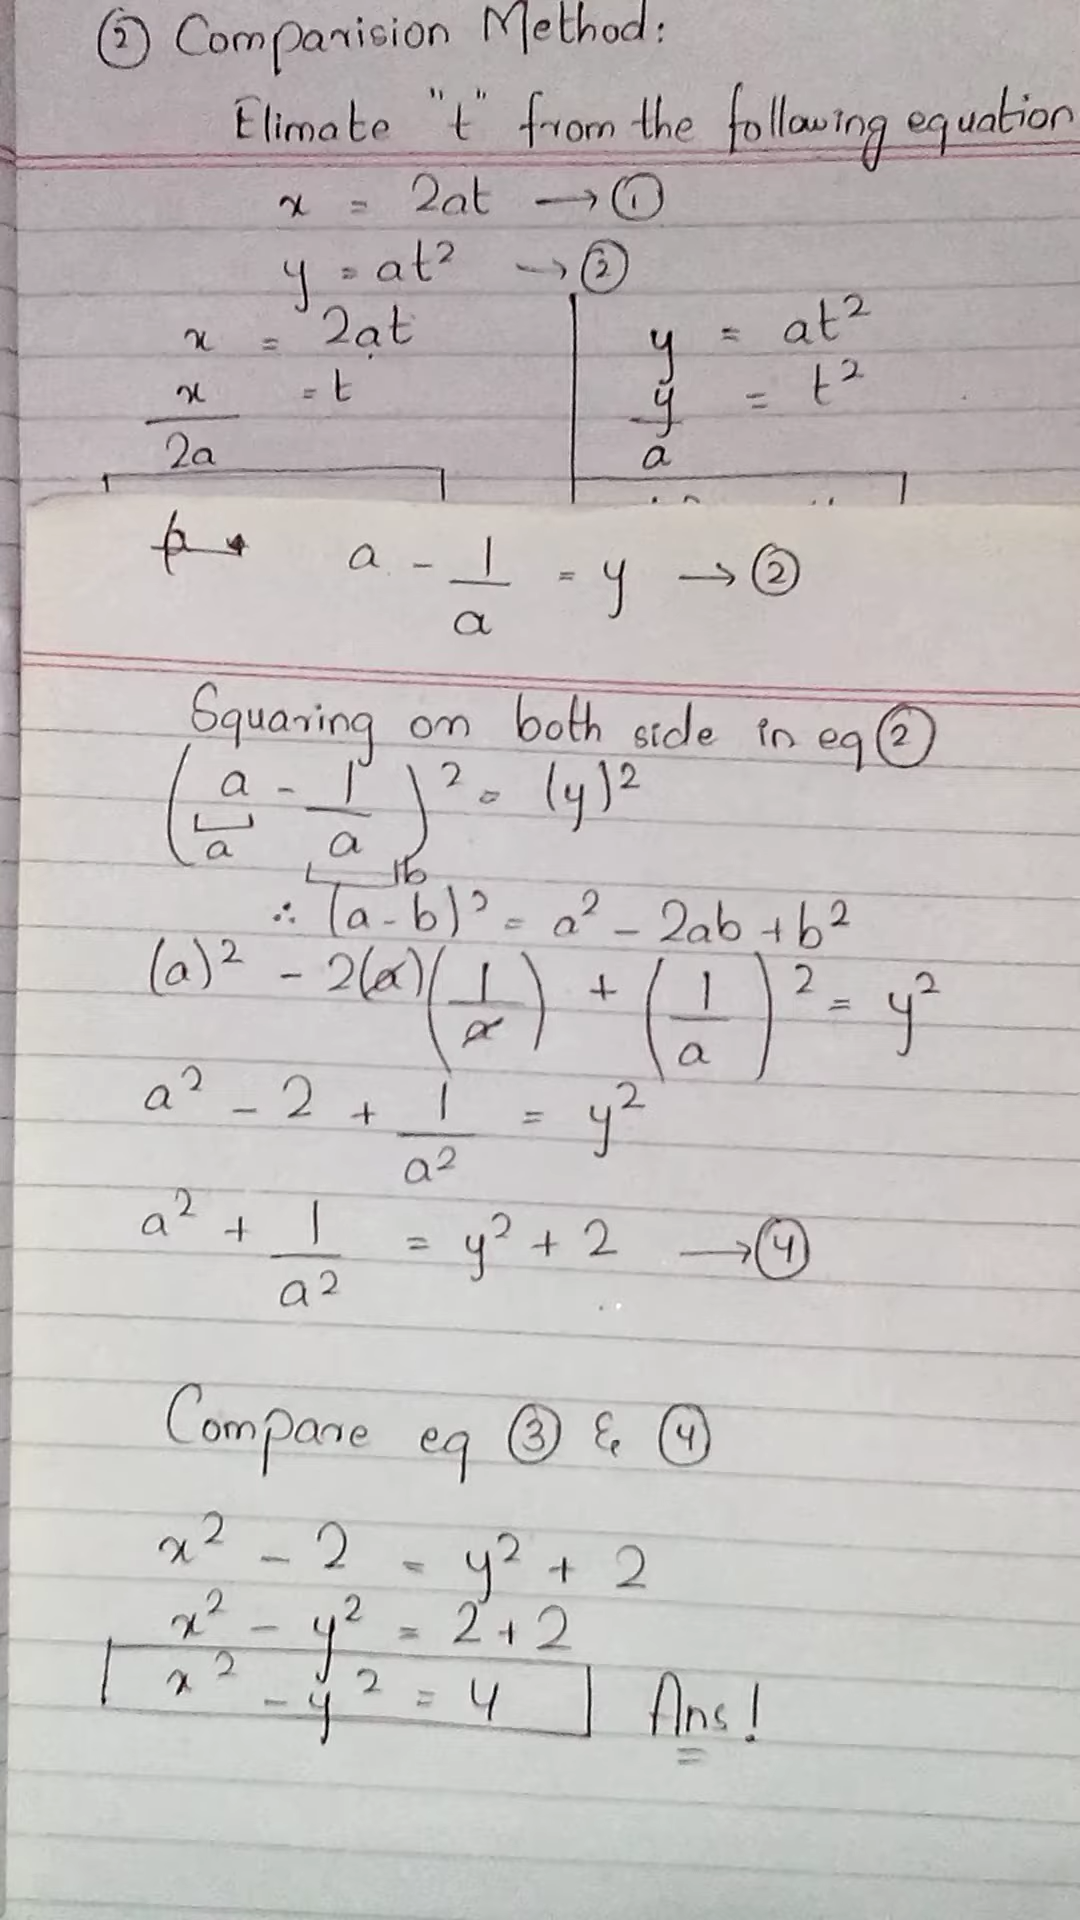 ② Comparision Method:
Elimate "t" from the following equation
x = 2at → ①
y = at² → ②
x = 2at
x/2a = t
y = at²
y/a = t²
a - 1/a = y → ②
Squaring on both side in eq ②
(a - 1/a)² = (y)²
a b
∴ (a - b)² = a² - 2ab + b²
(a)² - 2(a)(1/a) + (1/a)² = y²
a² - 2 + 1/a² = y²
a² + 1/a² = y² + 2 → ④
Compare eq ③ & ④
x² - 2 = y² + 2
x² - y² = 2 + 2
x² - y² = 4 Ans!